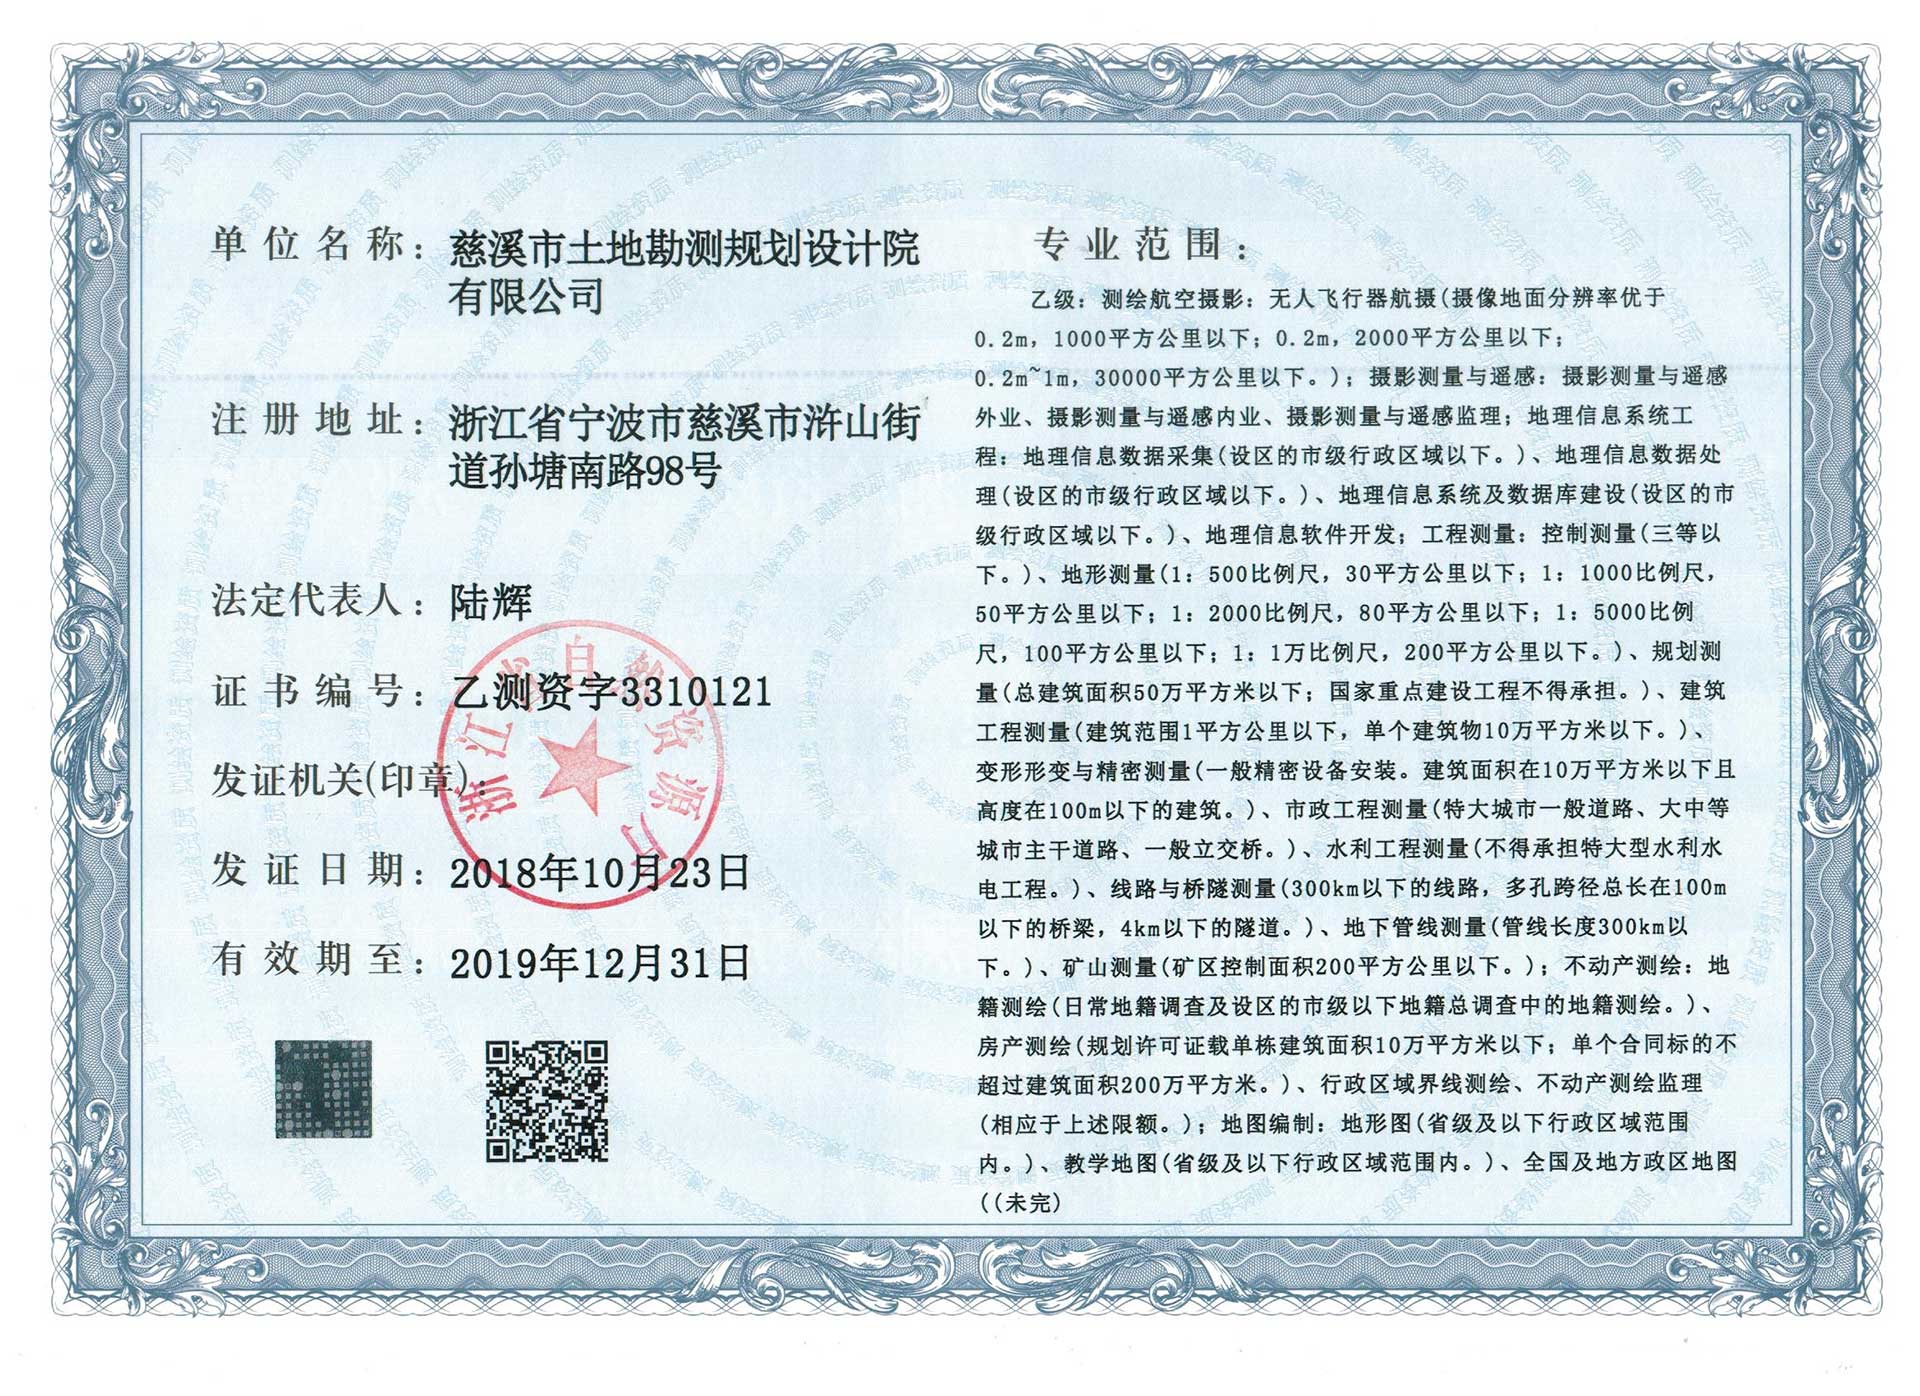 单位名称：慈溪市土地勘测规划设计院
有限公司
注册地址：浙江省宁波市慈溪市浒山街
道孙塘南路98号
法定代表人：陆辉
证书编号：乙测资字3310121
发证机关(印章)：
浙江省自然资源厅
发证日期：2018年10月23日
有效期至：2019年12月31日
专业范围：
乙级：测绘航空摄影：无人飞行器航摄(摄像地面分辨率优于
0.2m，1000平方公里以下；0.2m，2000平方公里以下；
0.2m~1m，30000平方公里以下。)；摄影测量与遥感：摄影测量与遥感
外业、摄影测量与遥感内业、摄影测量与遥感监理；地理信息系统工
程：地理信息数据采集(设区的市级行政区域以下。)、地理信息数据处
理(设区的市级行政区域以下。)、地理信息系统及数据库建设(设区的市
级行政区域以下。)、地理信息软件开发；工程测量：控制测量(三等以
下。)、地形测量(1：500比例尺，30平方公里以下；1：1000比例尺，
50平方公里以下；1：2000比例尺，80平方公里以下；1：5000比例
尺，100平方公里以下；1：1万比例尺，200平方公里以下。)、规划测
量(总建筑面积50万平方米以下；国家重点建设工程不得承担。)、建筑
工程测量(建筑范围1平方公里以下，单个建筑物10万平方米以下。)、
变形形变与精密测量(一般精密设备安装。建筑面积在10万平方米以下且
高度在100m以下的建筑。)、市政工程测量(特大城市一般道路、大中等
城市主干道路、一般立交桥。)、水利工程测量(不得承担特大型水利水
电工程。)、线路与桥隧测量(300km以下的线路，多孔跨径总长在100m
以下的桥梁，4km以下的隧道。)、地下管线测量(管线长度300km以
下。)、矿山测量(矿区控制面积200平方公里以下。)；不动产测绘：地
籍测绘(日常地籍调查及设区的市级以下地籍总调查中的地籍测绘。)、
房产测绘(规划许可证载单栋建筑面积10万平方米以下；单个合同标的不
超过建筑面积200万平方米。)、行政区域界线测绘、不动产测绘监理
(相应于上述限额。)；地图编制：地形图(省级及以下行政区域范围
内。)、教学地图(省级及以下行政区域范围内。)、全国及地方政区地图
((未完)